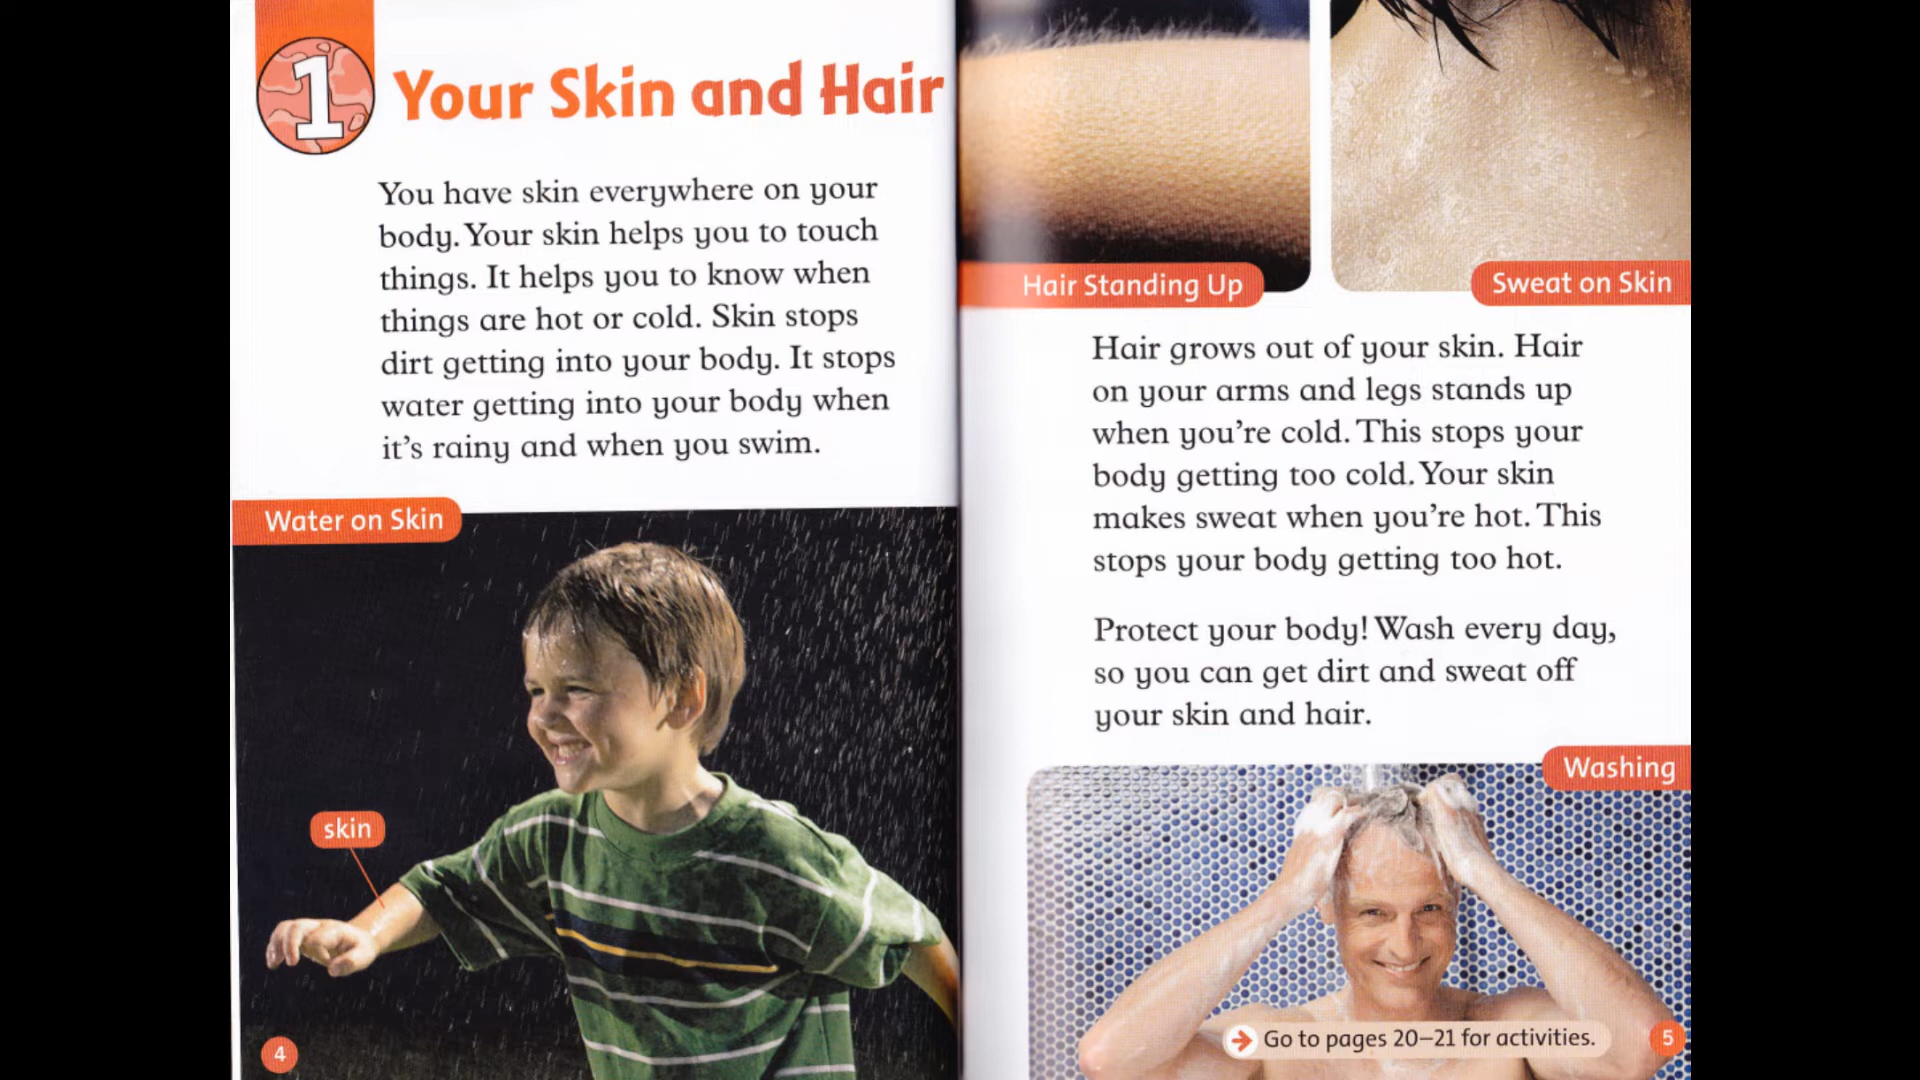 1
Your Skin and Hair
You have skin everywhere on your
body. Your skin helps you to touch
things. It helps you to know when
things are hot or cold. Skin stops
dirt getting into your body. It stops
water getting into your body when
it's rainy and when you swim.
Water on Skin
skin
4
Hair Standing Up
Sweat on Skin
Hair grows out of your skin. Hair
on your arms and legs stands up
when you're cold. This stops your
body getting too cold. Your skin
makes sweat when you're hot. This
stops your body getting too hot.
Protect your body! Wash every day,
so you can get dirt and sweat off
your skin and hair.
Washing
Go to pages 20–21 for activities.
5